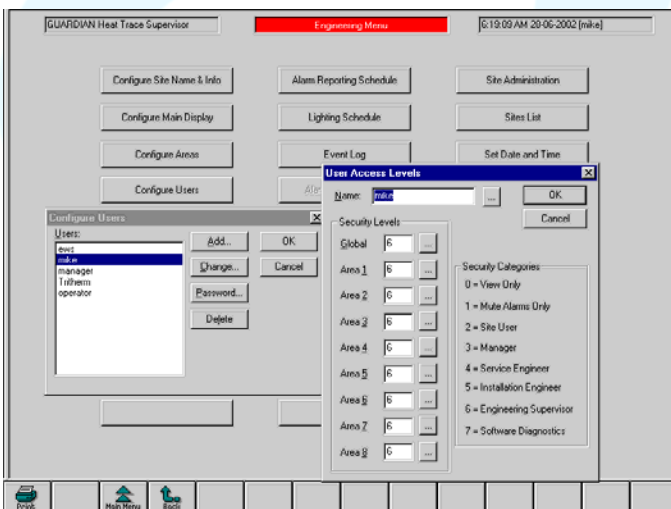 GUARDIAN Heat Trace Supervisor
Engineering Menu
6:19:09 AM 20-06-2002 [mike]
Configure Site Name & Info
Alarm Reporting Schedule
Site Administration
Configure Main Display
Lighting Schedule
Sites List
Configure Areas
Event Log
Set Date and Time
Configure Users
Configure Users
Users:
ews
mike
manager
Tritherm
operator
Add...
Change...
Password...
Delete
OK
Cancel
User Access Levels
Name:
mike
...
OK
Cancel
Security Levels
Global 6 ...
Area 1 6 ...
Area 2 6 ...
Area 3 6 ...
Area 4 6 ...
Area 5 6 ...
Area 6 6 ...
Area 7 6 ...
Area 8 6 ...
Security Categories
0 = View Only
1 = Mute Alarms Only
2 = Site User
3 = Manager
4 = Service Engineer
5 = Installation Engineer
6 = Engineering Supervisor
7 = Software Diagnostics
Print
Main Menu
Back